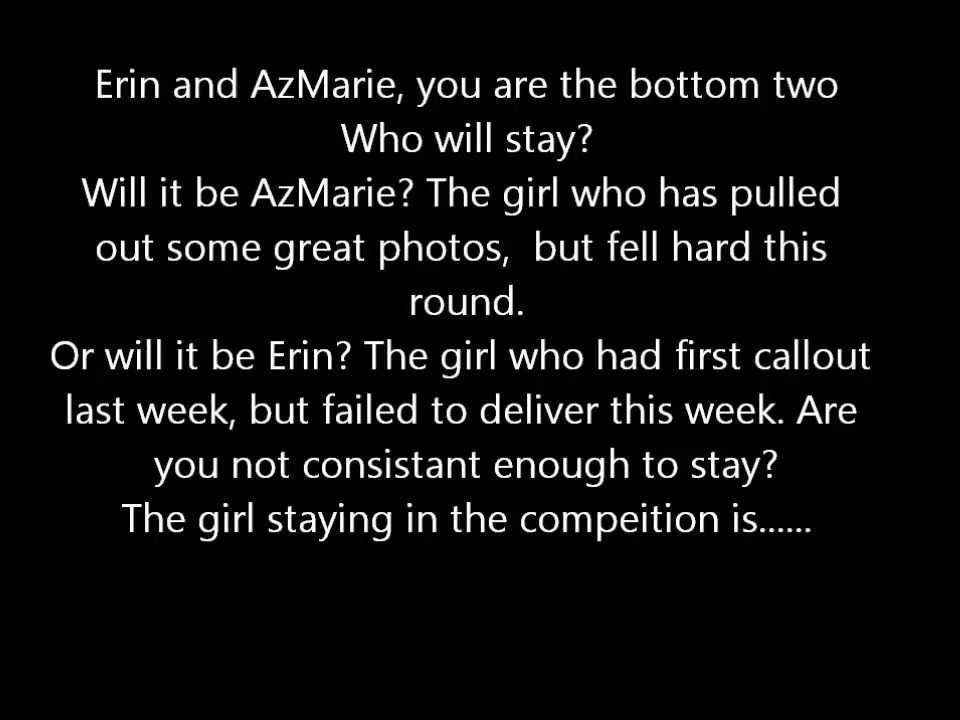 Erin and AzMarie, you are the bottom two
Who will stay?
Will it be AzMarie? The girl who has pulled
out some great photos,  but fell hard this
round.
Or will it be Erin? The girl who had first callout
last week, but failed to deliver this week. Are
you not consistant enough to stay?
The girl staying in the compeition is......